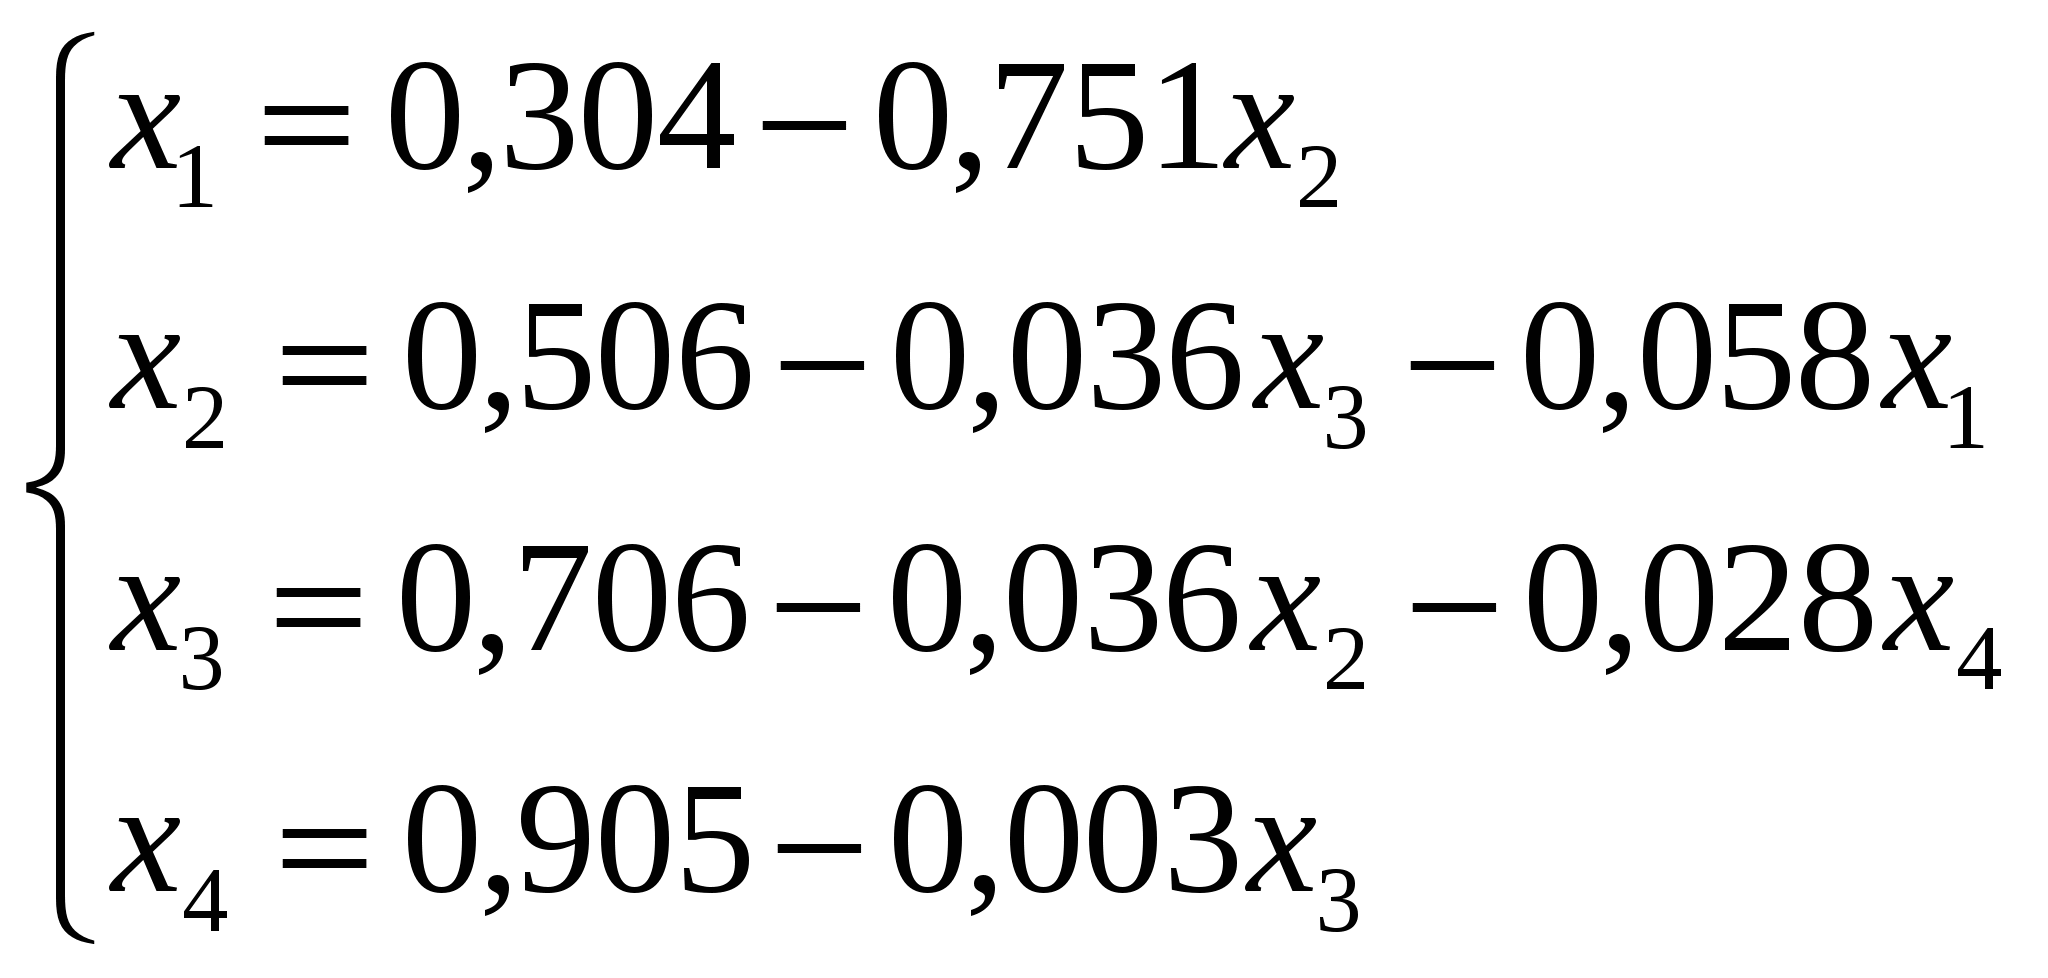 x₁ = 0,304 − 0,751x₂
x₂ = 0,506 − 0,036x₃ − 0,058x₁
x₃ = 0,706 − 0,036x₂ − 0,028x₄
x₄ = 0,905 − 0,003x₃